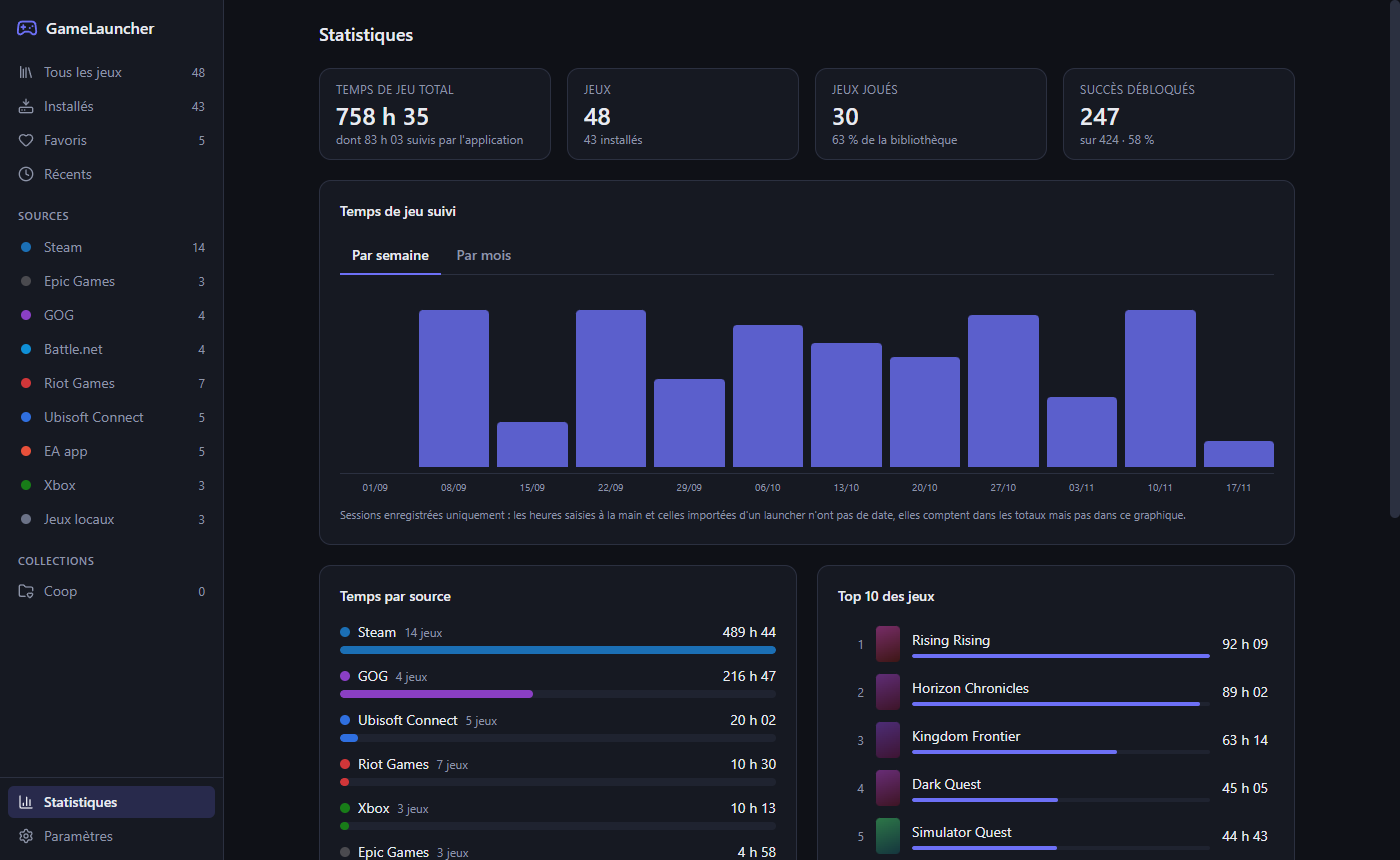 GameLauncher
Tous les jeux 48
Installés 43
Favoris 5
Récents
SOURCES
Steam 14
Epic Games 3
GOG 4
Battle.net 4
Riot Games 7
Ubisoft Connect 5
EA app 5
Xbox 3
Jeux locaux 3
COLLECTIONS
Coop 0
Statistiques
Paramètres
Statistiques
TEMPS DE JEU TOTAL
758 h 35
dont 83 h 03 suivis par l'application
JEUX
48
43 installés
JEUX JOUÉS
30
63 % de la bibliothèque
SUCCÈS DÉBLOQUÉS
247
sur 424 · 58 %
Temps de jeu suivi
Par semaine Par mois
01/09 08/09 15/09 22/09 29/09 06/10 13/10 20/10 27/10 03/11 10/11 17/11
Sessions enregistrées uniquement : les heures saisies à la main et celles importées d'un launcher n'ont pas de date, elles comptent dans les totaux mais pas dans ce graphique.
Temps par source
Steam 14 jeux 489 h 44
GOG 4 jeux 216 h 47
Ubisoft Connect 5 jeux 20 h 02
Riot Games 7 jeux 10 h 30
Xbox 3 jeux 10 h 13
Epic Games 3 jeux 4 h 58
Top 10 des jeux
1 Rising Rising 92 h 09
2 Horizon Chronicles 89 h 02
3 Kingdom Frontier 63 h 14
4 Dark Quest 45 h 05
5 Simulator Quest 44 h 43